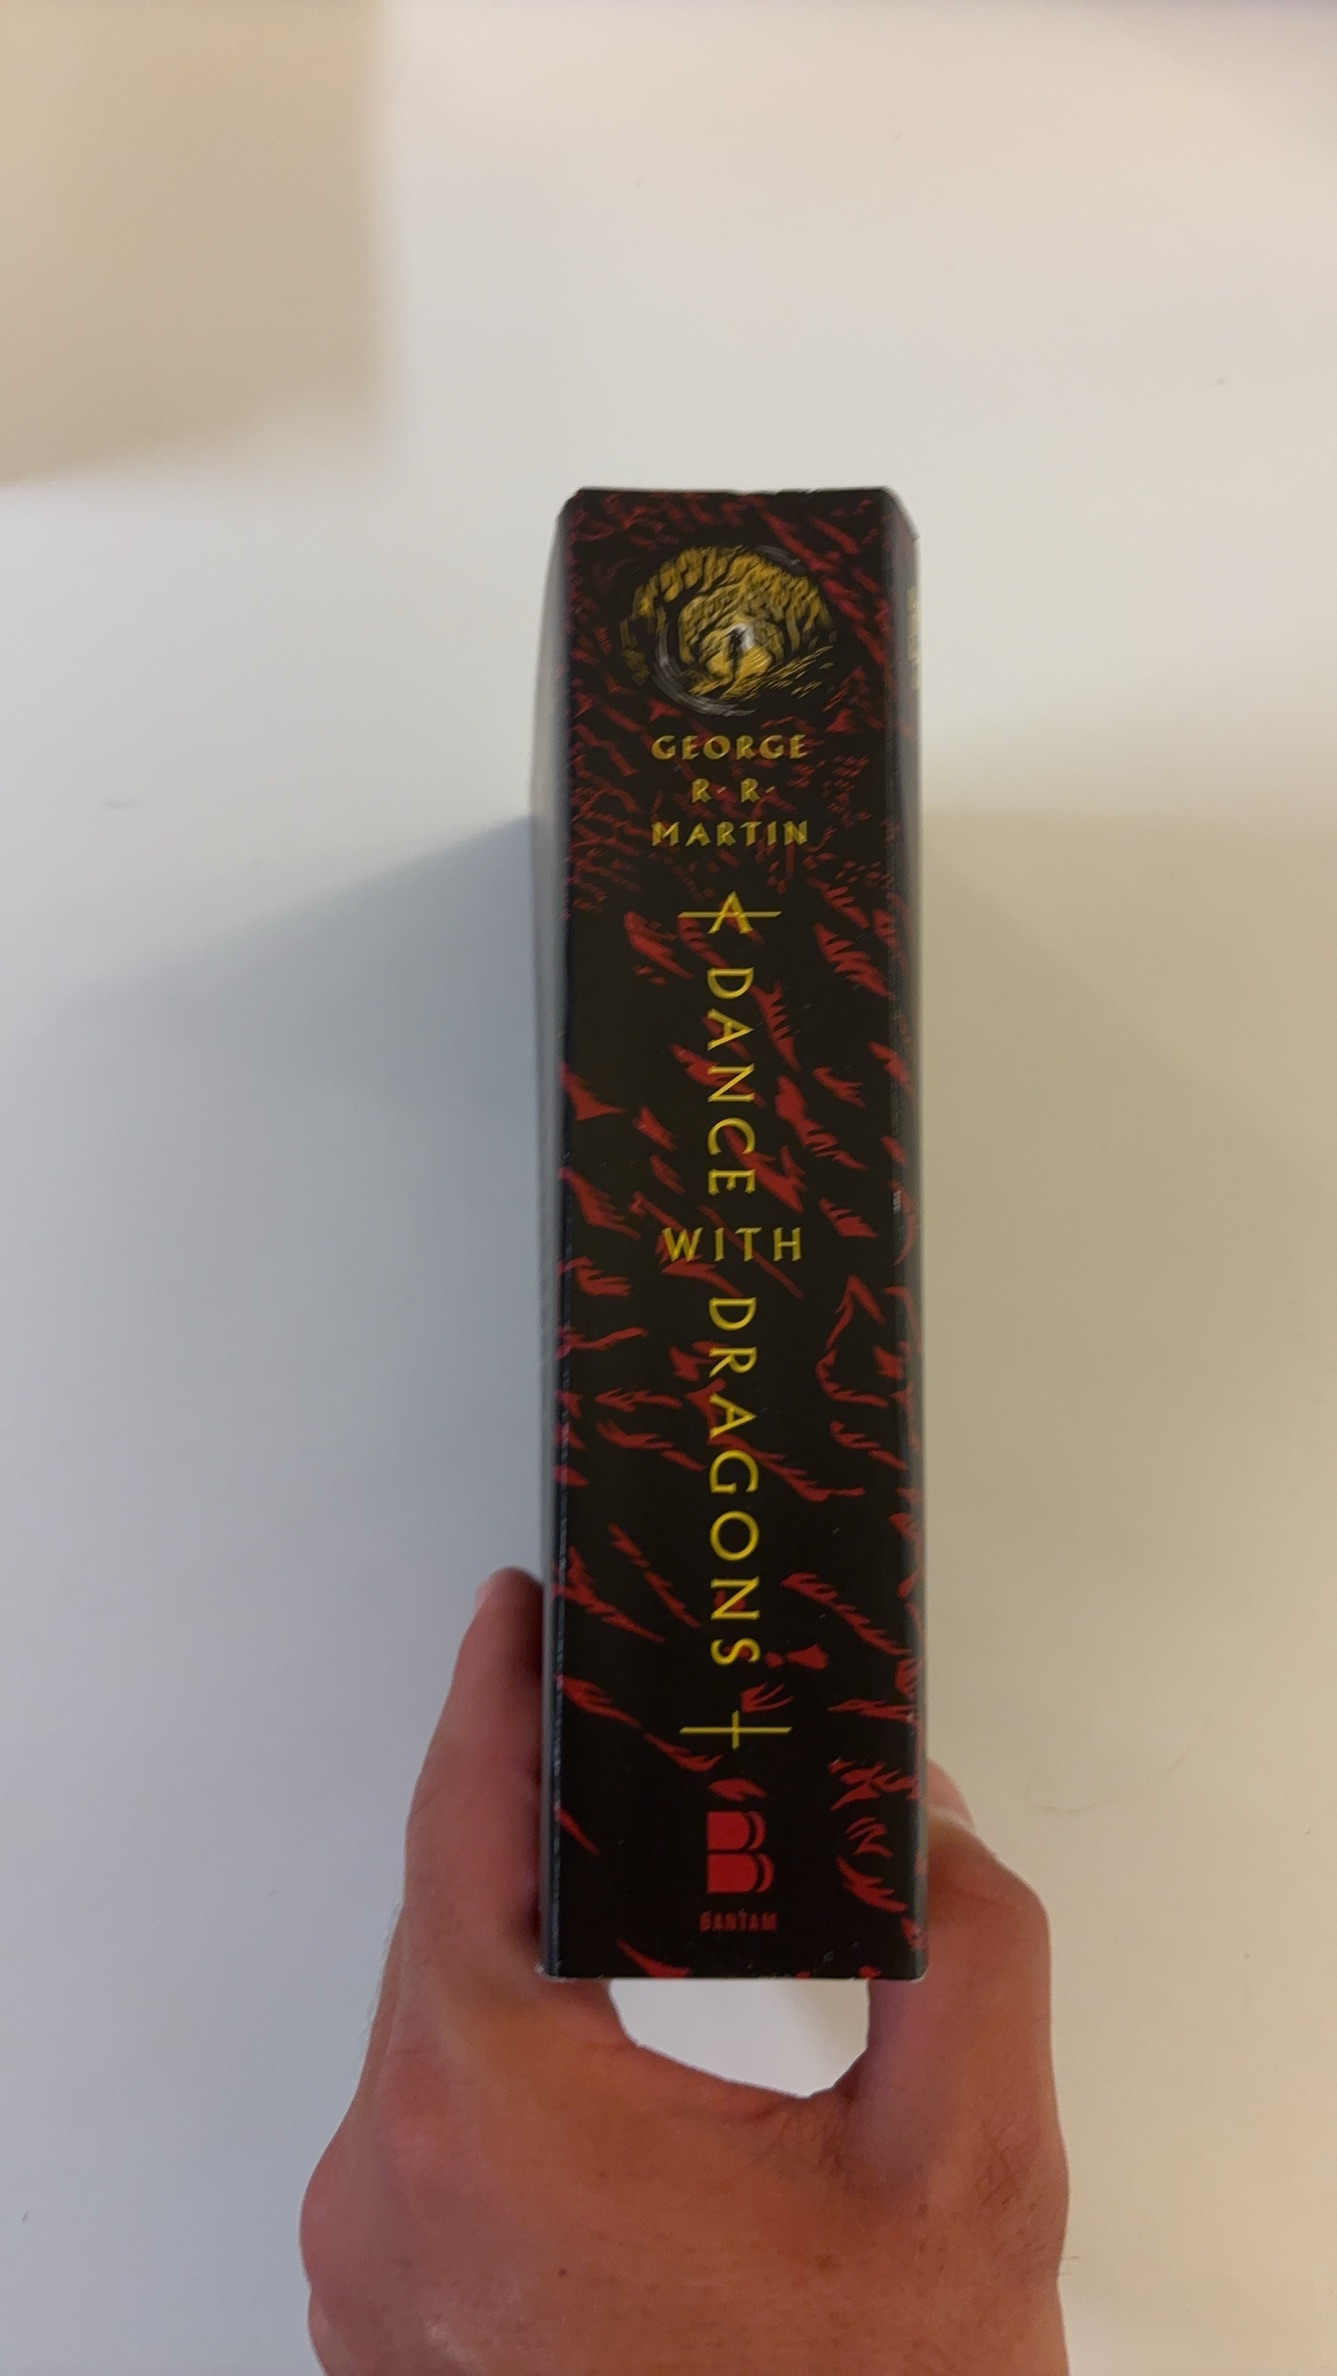 GEORGE
R. R.
MARTIN
A DANCE
WITH
DRAGONS
BANTAM